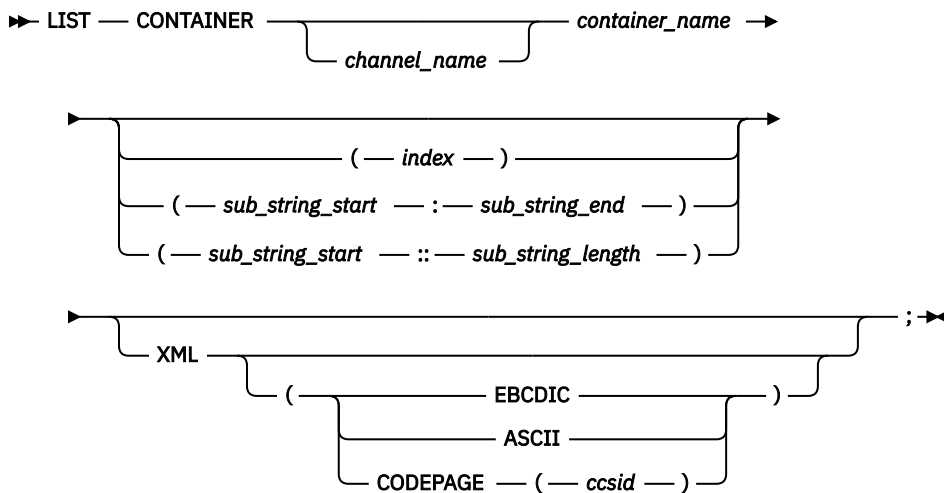 LIST CONTAINER container_name
channel_name
( index )
( sub_string_start : sub_string_end )
( sub_string_start :: sub_string_length )
;
XML
( EBCDIC )
ASCII
CODEPAGE ( ccsid )